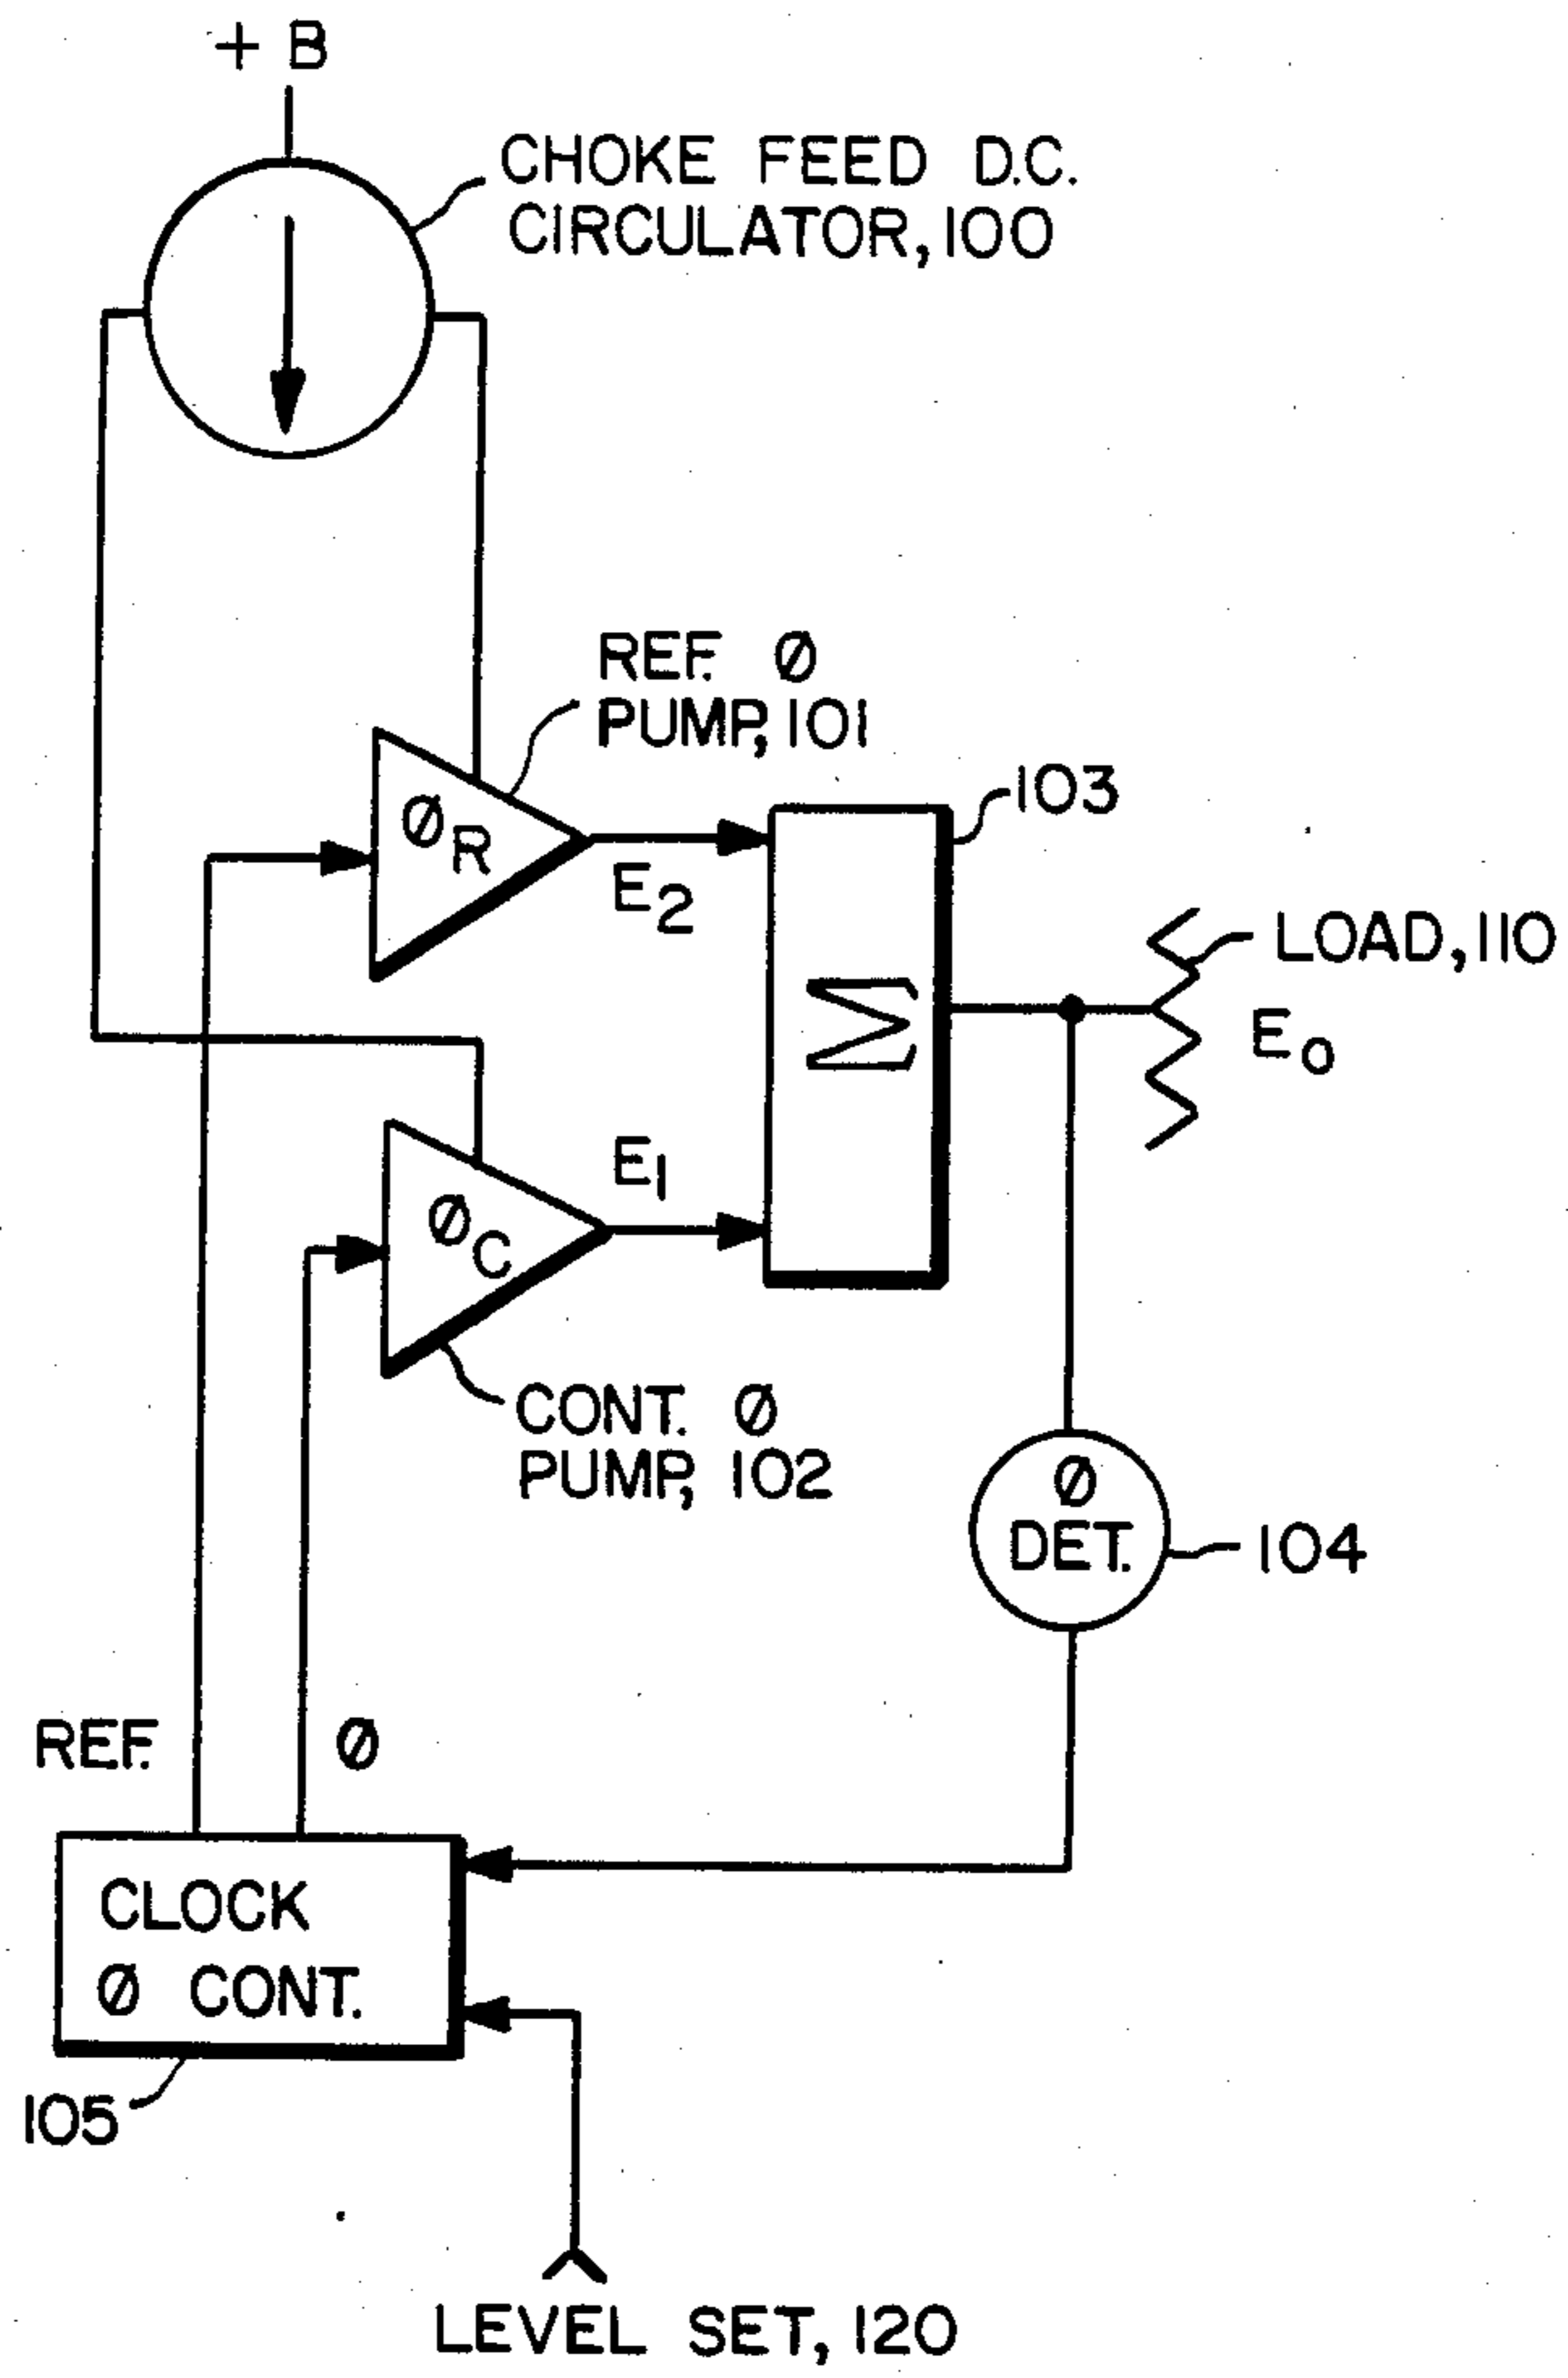 + B
CHOKE FEED D.C.
CIRCULATOR, 100
REF. Ø
PUMP, 101
ØR
E2
103
Σ
LOAD, 110
EO
E1
ØC
CONT. Ø
PUMP, 102
Ø
DET.
104
REF.
Ø
CLOCK
Ø CONT.
105
LEVEL SET, 120